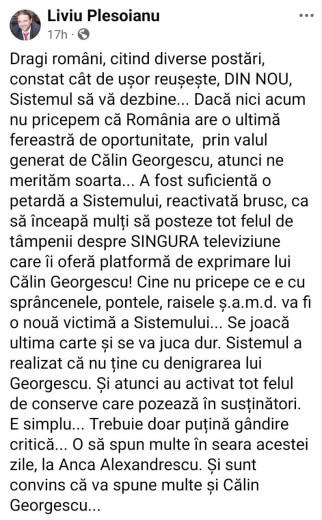 Liviu Plesoianu
17h ·
Dragi români, citind diverse postări,
constat cât de ușor reușește, DIN NOU,
Sistemul să vă dezbine... Dacă nici acum
nu pricepem că România are o ultimă
fereastră de oportunitate, prin valul
generat de Călin Georgescu, atunci ne
merităm soarta... A fost suficientă o
petardă a Sistemului, reactivată brusc, ca
să înceapă mulți să posteze tot felul de
tâmpenii despre SINGURA televiziune
care îi oferă platformă de exprimare lui
Călin Georgescu! Cine nu pricepe ce e cu
sprâncenele, pontele, raisele ș.a.m.d. va fi
o nouă victimă a Sistemului... Se joacă
ultima carte și se va juca dur. Sistemul a
realizat că nu ține cu denigrarea lui
Georgescu. Și atunci au activat tot felul
de conserve care pozează în susținători.
E simplu... Trebuie doar puțină gândire
critică... O să spun multe în seara acestei
zile, la Anca Alexandrescu. Și sunt
convins că va spune multe și Călin
Georgescu...